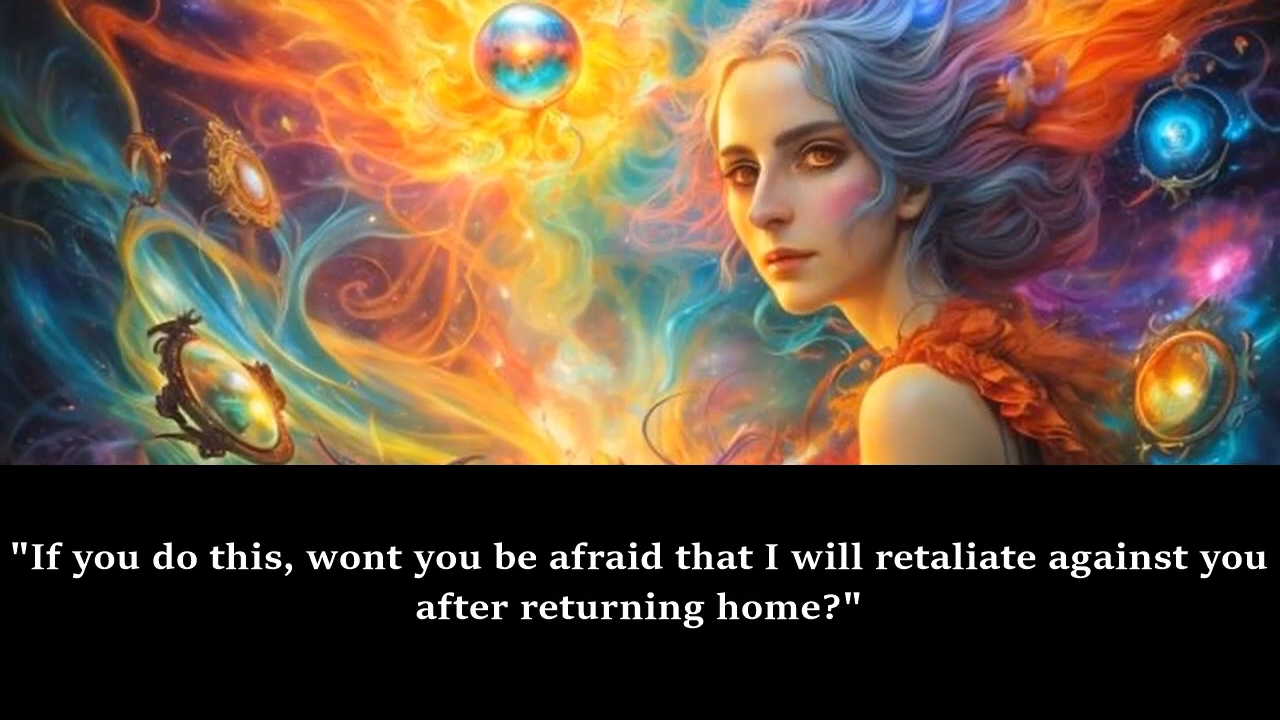 "If you do this, wont you be afraid that I will retaliate against you
after returning home?"